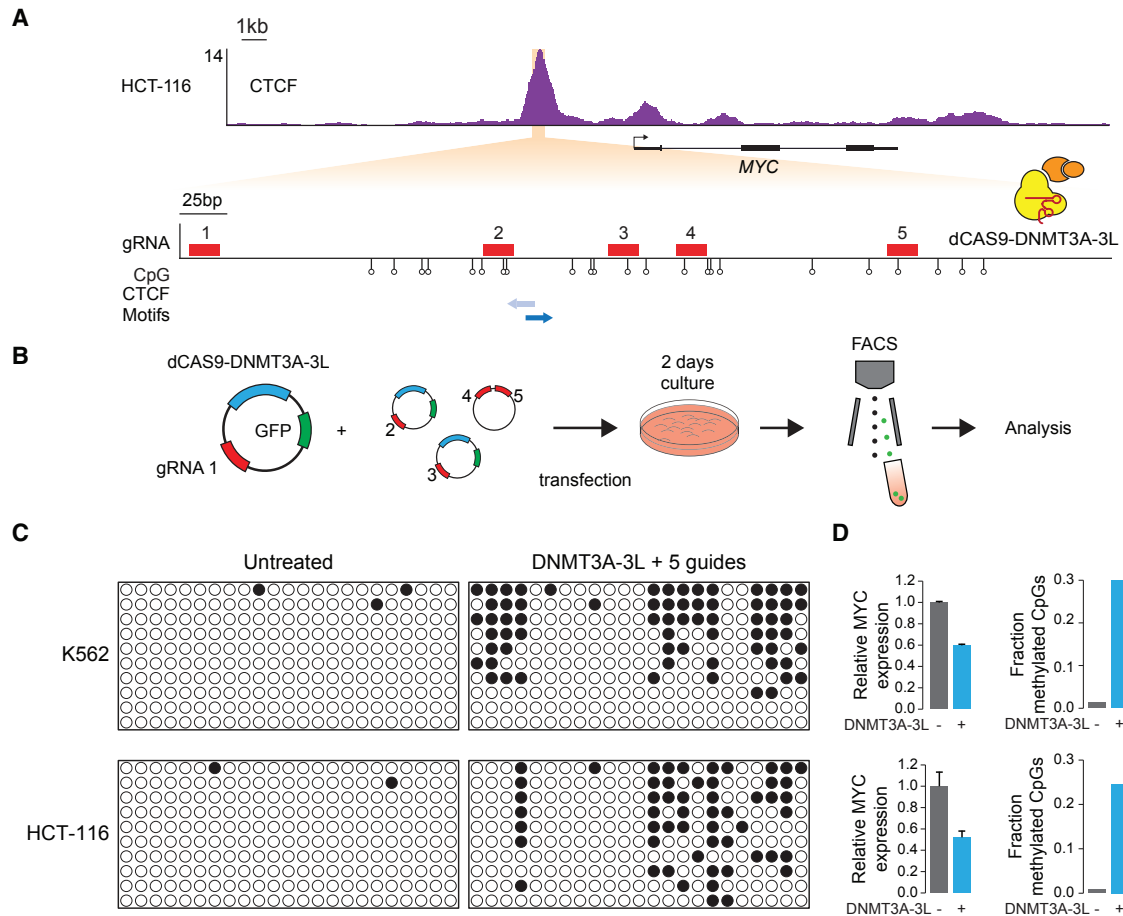 A
1kb
14
HCT-116
CTCF
MYC
25bp
gRNA
1
2
3
4
5
dCAS9-DNMT3A-3L
CpG
CTCF
Motifs
B
dCAS9-DNMT3A-3L
GFP
gRNA 1
+
2
3
4
5
transfection
2 days
culture
FACS
Analysis
C
Untreated
DNMT3A-3L + 5 guides
K562
HCT-116
D
Relative MYC
expression
1.2
1.0
0.8
0.6
0.4
0.2
0.0
DNMT3A-3L - +
Fraction
methylated CpGs
0.3
0.2
0.1
0.0
DNMT3A-3L - +
Relative MYC
expression
1.2
1.0
0.8
0.6
0.4
0.2
0.0
DNMT3A-3L - +
Fraction
methylated CpGs
0.3
0.2
0.1
0.0
DNMT3A-3L - +